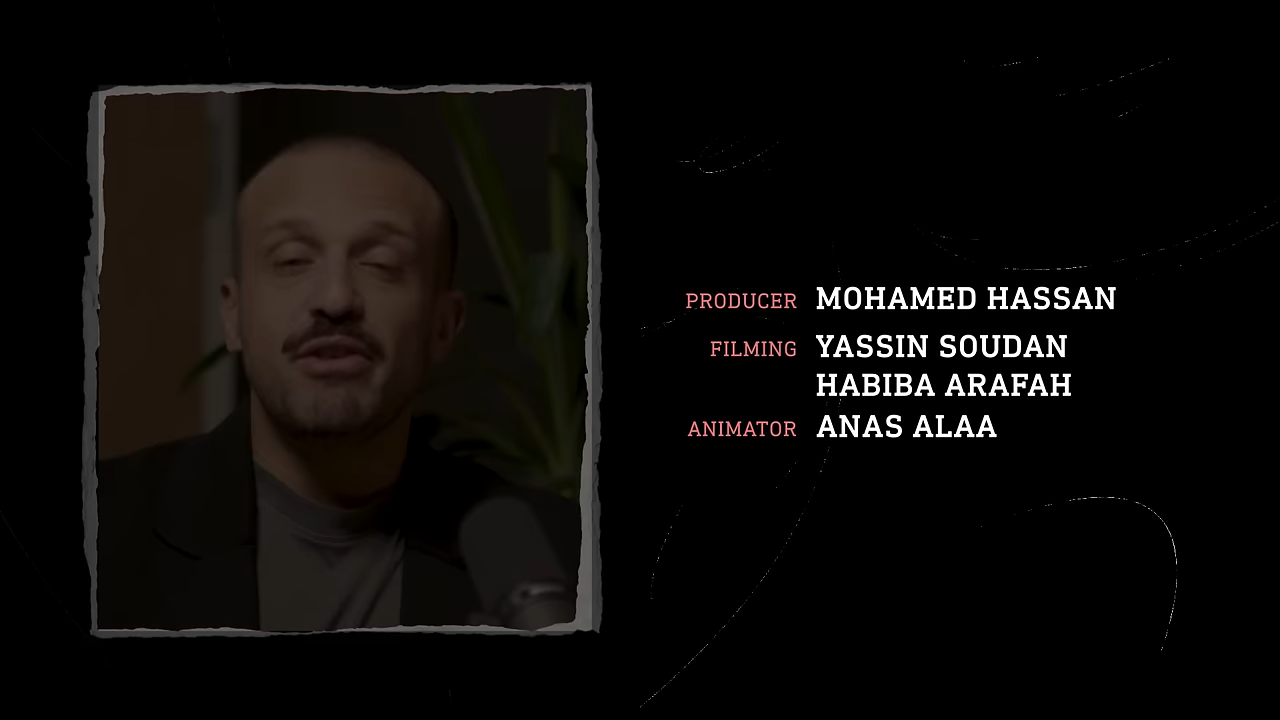 PRODUCER MOHAMED HASSAN
FILMING YASSIN SOUDAN
HABIBA ARAFAH
ANIMATOR ANAS ALAA